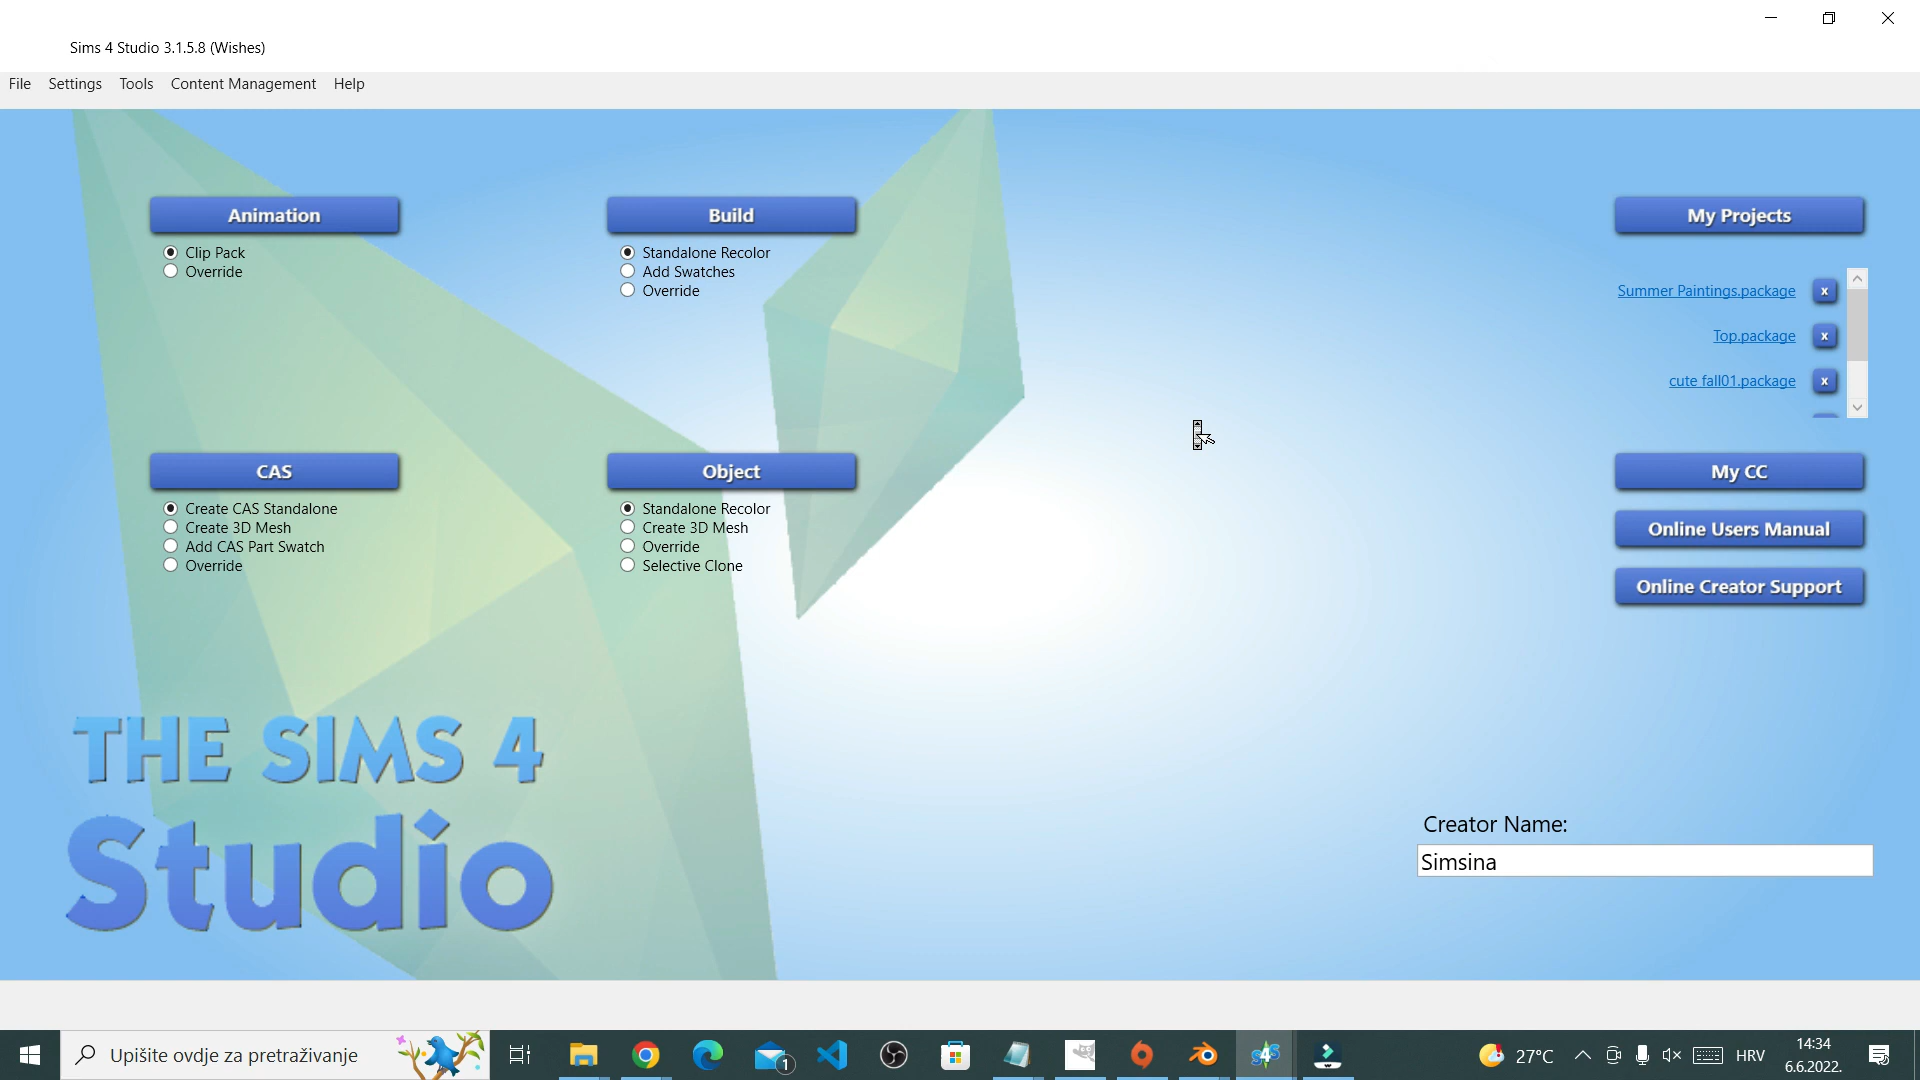 Sims 4 Studio 3.1.5.8 (Wishes)
File Settings Tools Content Management Help
Animation
Clip Pack
Override
Build
Standalone Recolor
Add Swatches
Override
My Projects
Summer Paintings.package x
Top.package x
cute fall01.package x
CAS
Create CAS Standalone
Create 3D Mesh
Add CAS Part Swatch
Override
Object
Standalone Recolor
Create 3D Mesh
Override
Selective Clone
My CC
Online Users Manual
Online Creator Support
THE SIMS 4
Studio
Creator Name:
Simsina
Upišite ovdje za pretraživanje
1
S4S
27°C
HRV
14:34
6.6.2022.